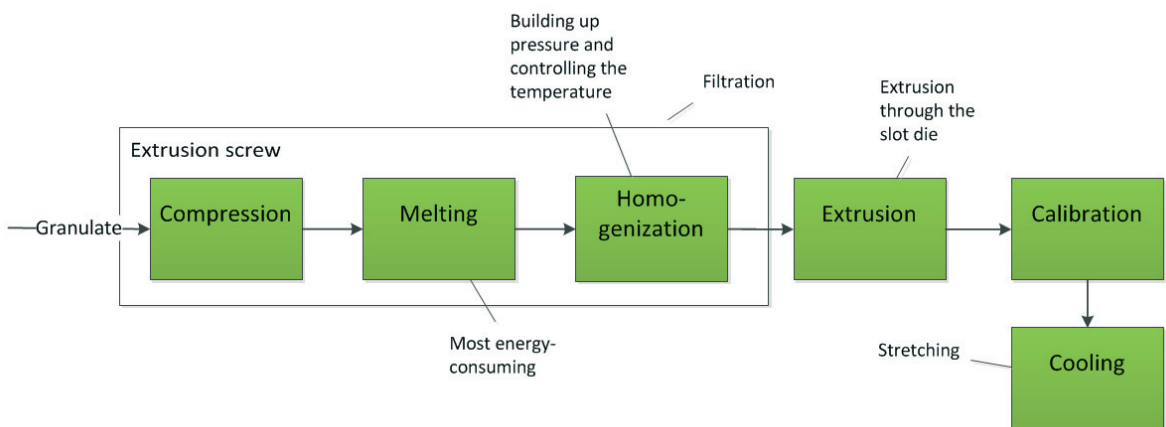 Building up
pressure and
controlling the
temperature
Filtration
Extrusion
through the
slot die
Extrusion screw
Granulate
Compression
Melting
Homo-
genization
Extrusion
Calibration
Most energy-
consuming
Stretching
Cooling